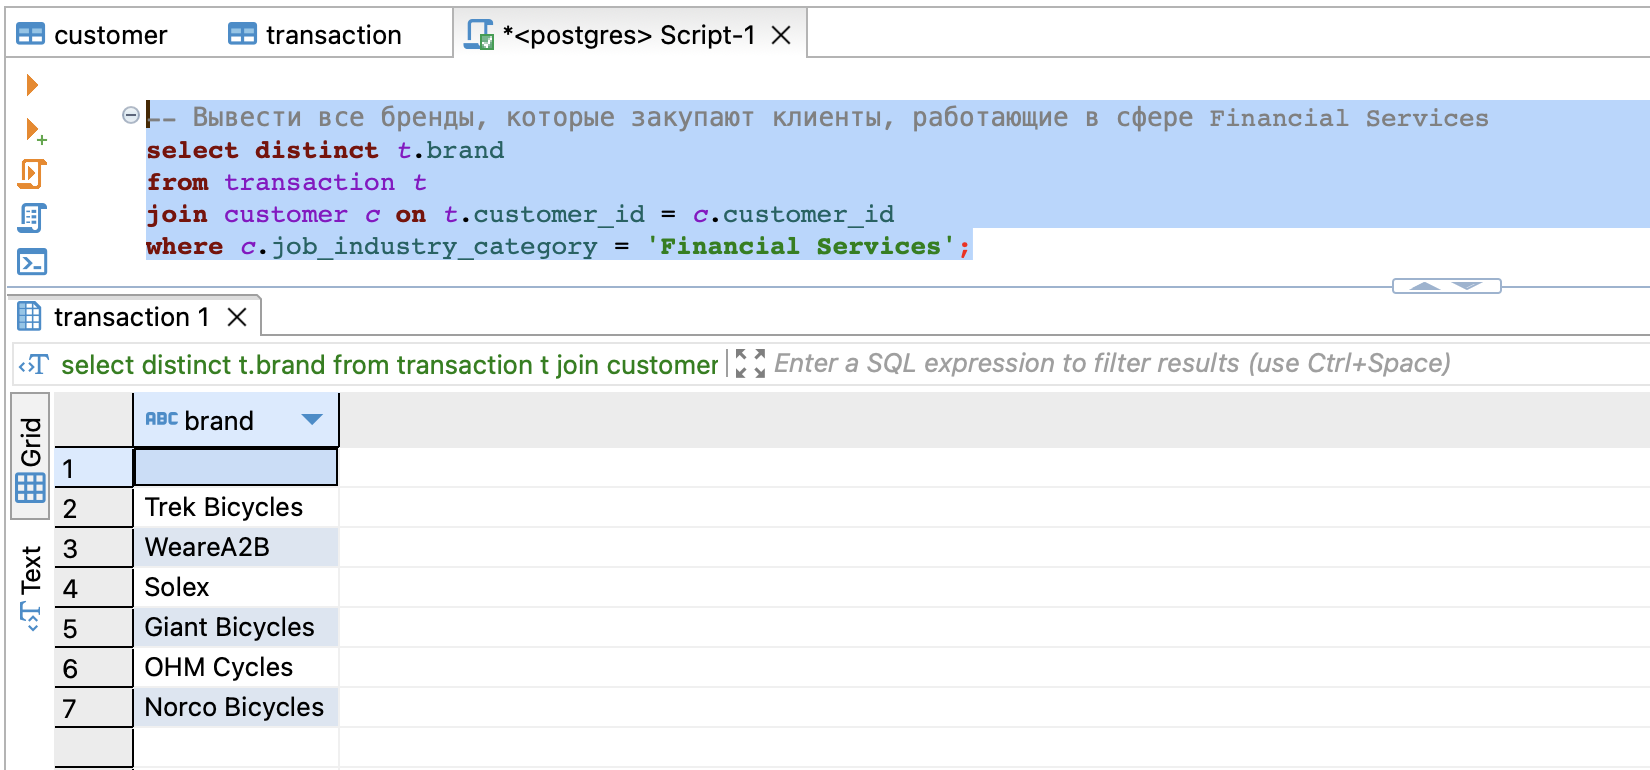 customer
transaction
*<postgres> Script-1
-- Вывести все бренды, которые закупают клиенты, работающие в сфере Financial Services
select distinct t.brand
from transaction t
join customer c on t.customer_id = c.customer_id
where c.job_industry_category = 'Financial Services';
transaction 1
select distinct t.brand from transaction t join customer
Enter a SQL expression to filter results (use Ctrl+Space)
Grid
Text
ABC brand
1
2 Trek Bicycles
3 WeareA2B
4 Solex
5 Giant Bicycles
6 OHM Cycles
7 Norco Bicycles